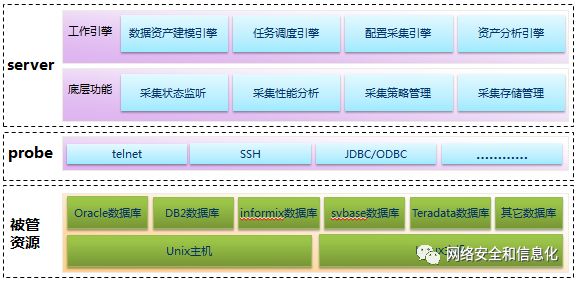 server
工作引擎
数据资产建模引擎 任务调度引擎 配置采集引擎 资产分析引擎
底层功能
采集状态监听 采集性能分析 采集策略管理 采集存储管理
probe
telnet SSH JDBC/ODBC …………
被管
资源
Oracle数据库 DB2数据库 informix数据库 sybase数据库 Teradata数据库 其它数据库
Unix主机
网络安全和信息化